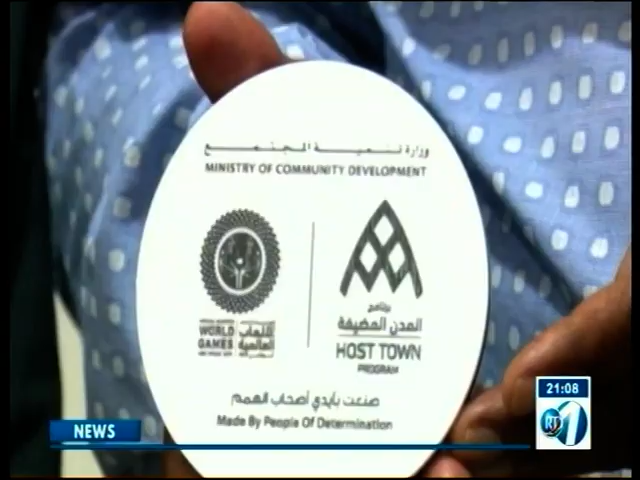 وزارة تنمية المجتمع
MINISTRY OF COMMUNITY DEVELOPMENT
WORLD GAMES
الألعاب العالمية
برنامج
المدن المضيفة
HOST TOWN
PROGRAM
صنعت بأيدي أصحاب الهمم
Made By People Of Determination
21:08
NEWS